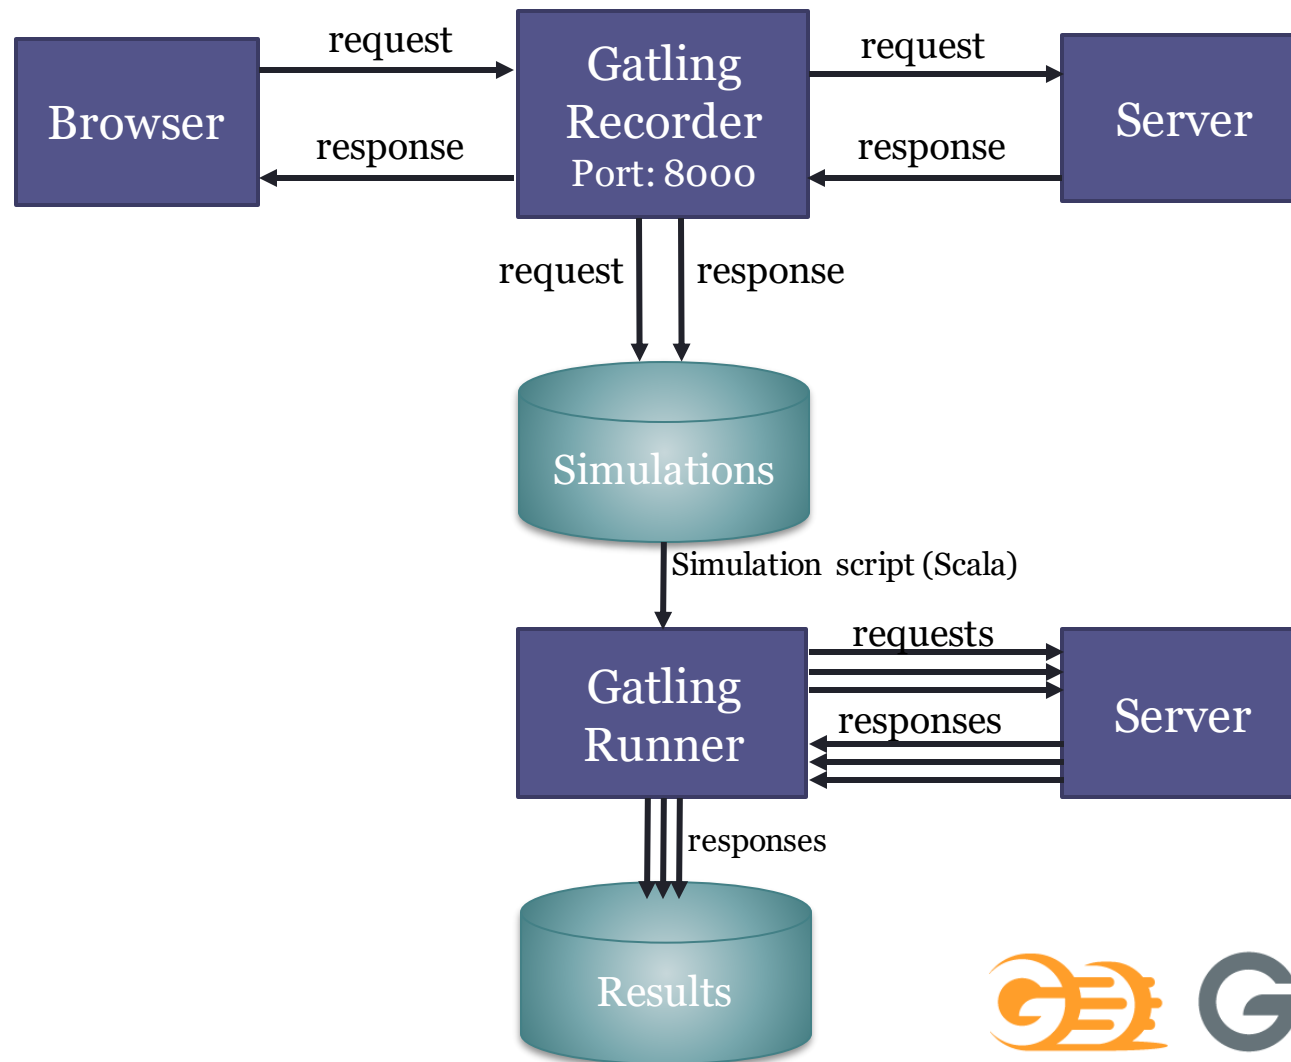 request
request
Browser
Gatling
Recorder
Port: 8000
Server
response
response
request
response
Simulations
Simulation script (Scala)
Gatling
Runner
requests
responses
Server
responses
Results
G